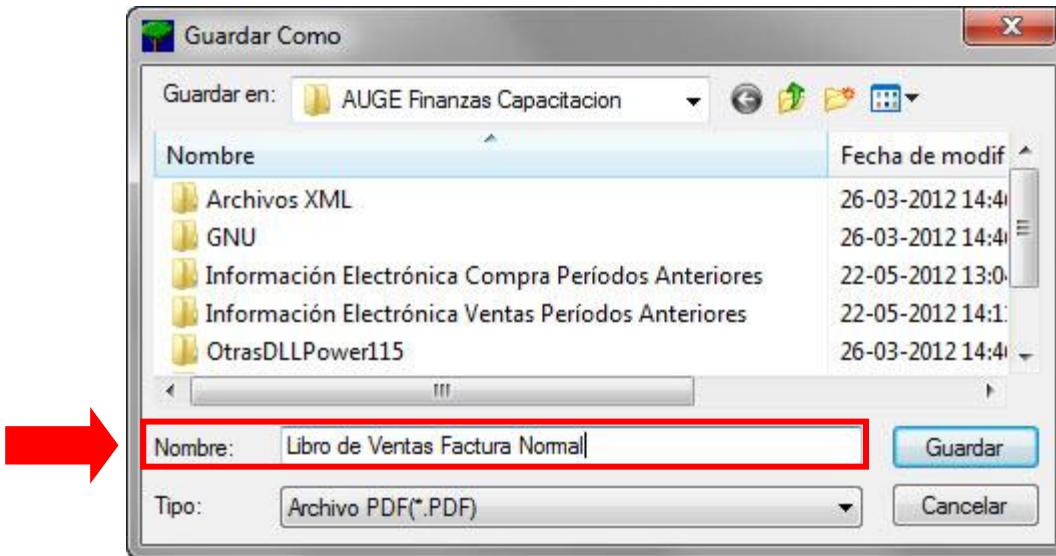 Guardar Como
Guardar en: AUGE Finanzas Capacitacion
Nombre Fecha de modif
Archivos XML 26-03-2012 14:4
GNU 26-03-2012 14:4
Información Electrónica Compra Períodos Anteriores 22-05-2012 13:0
Información Electrónica Ventas Períodos Anteriores 22-05-2012 14:1
OtrasDLLPower115 26-03-2012 14:4
Nombre: Libro de Ventas Factura Normal Guardar
Tipo: Archivo PDF(*.PDF) Cancelar